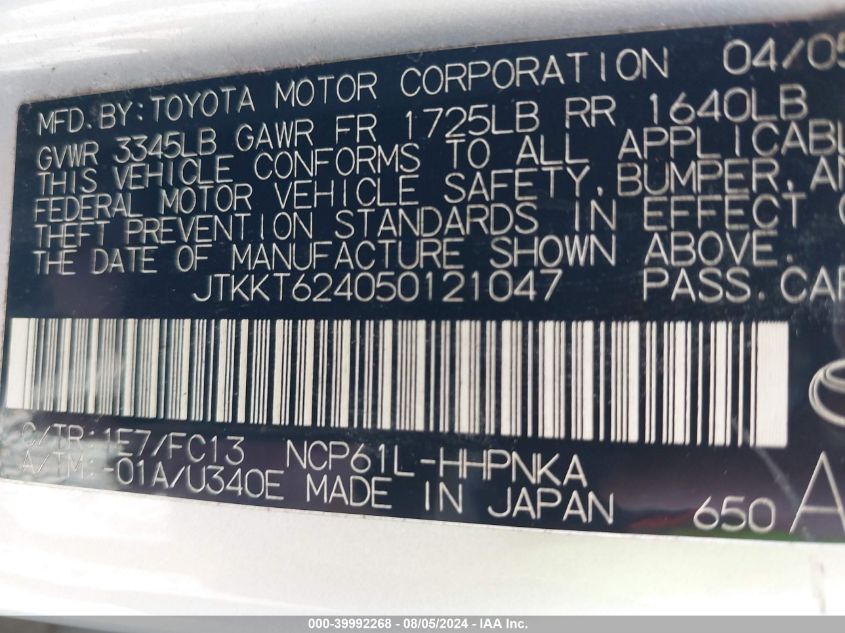 MFD. BY: TOYOTA MOTOR CORPORATION 04/05
GVWR 3345LB GAWR FR 1725LB RR 1640LB
THIS VEHICLE CONFORMS TO ALL APPLICABL
FEDERAL MOTOR VEHICLE SAFETY, BUMPER, AN
THEFT PREVENTION STANDARDS IN EFFECT O
THE DATE OF MANUFACTURE SHOWN ABOVE.
JTKKT624050121047 PASS. CAR
C/TR: 1E7/FC13 NCP61L-HHPNKA
A/TM: -01A/U340E MADE IN JAPAN 650 A
000-39992268 - 08/05/2024 - IAA, Inc.